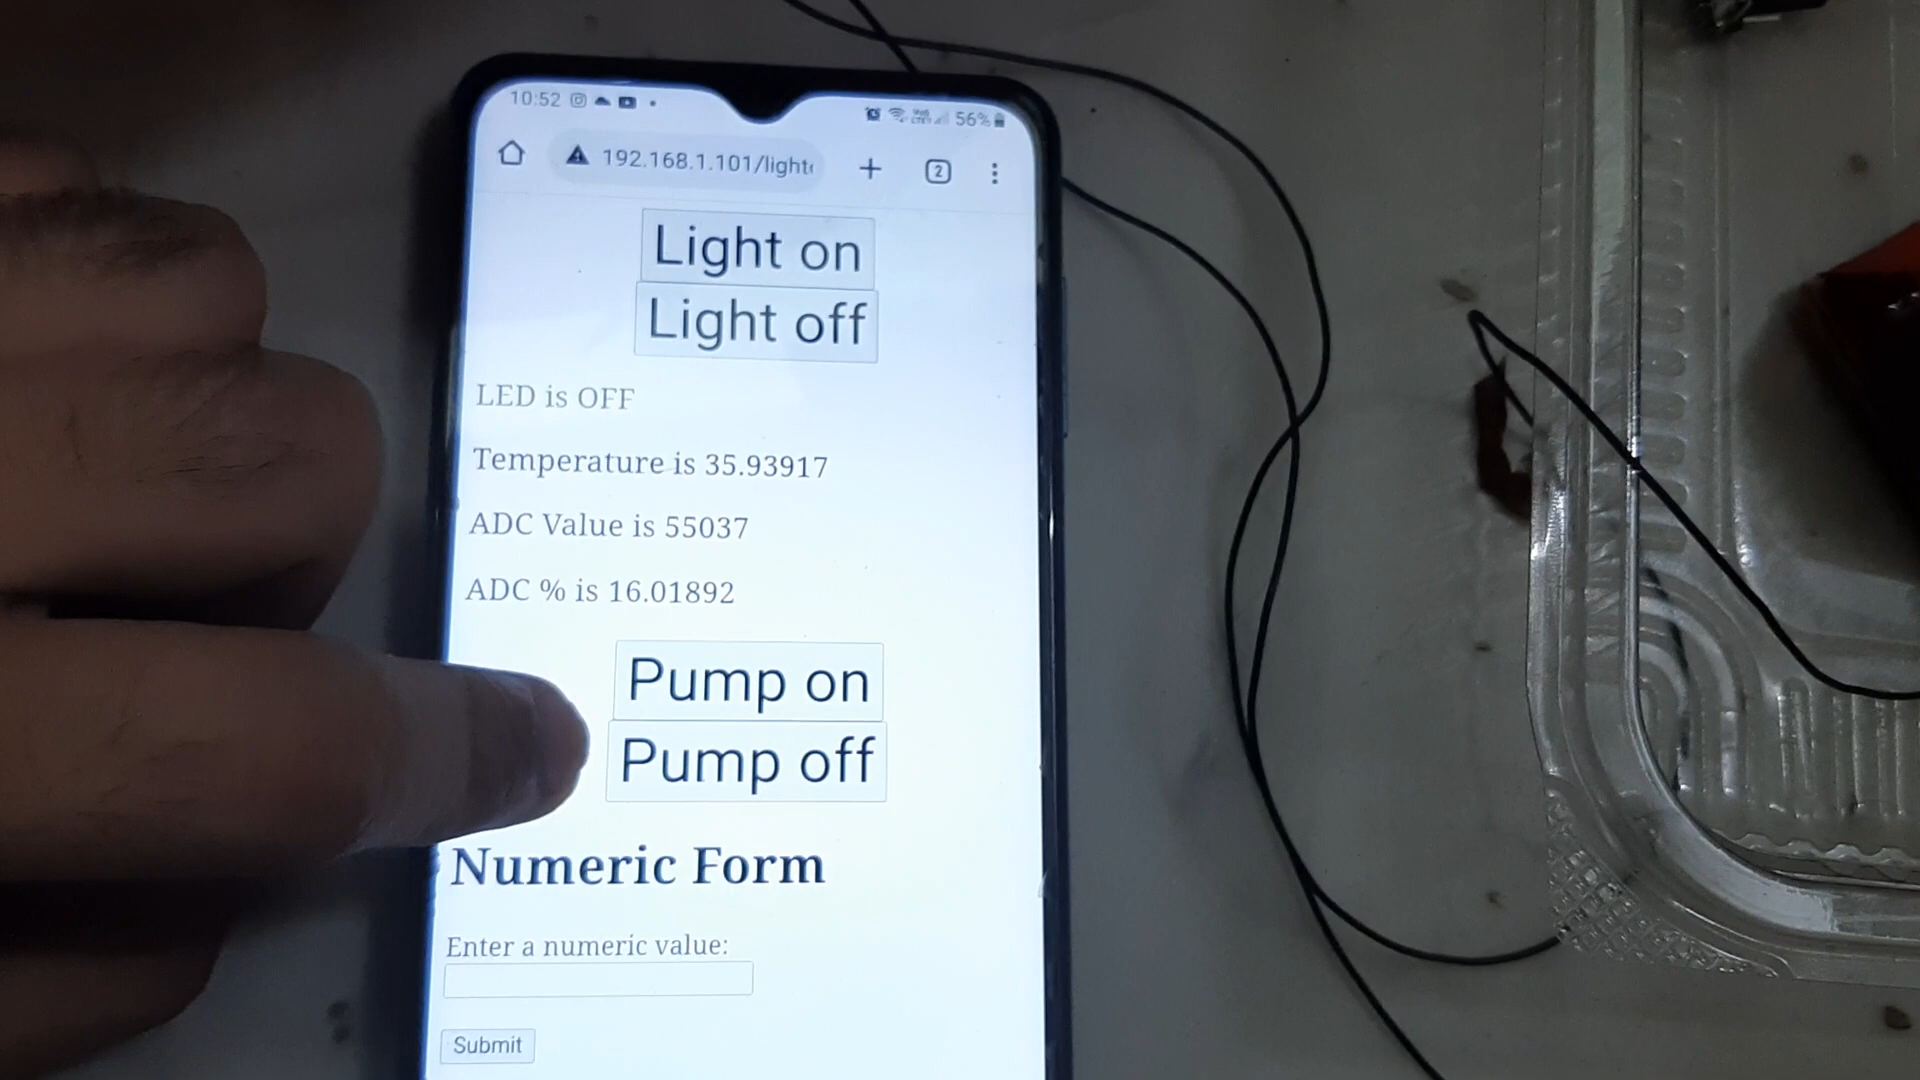 10:52
56%
192.168.1.101/light
2
Light on
Light off
LED is OFF
Temperature is 35.93917
ADC Value is 55037
ADC % is 16.01892
Pump on
Pump off
Numeric Form
Enter a numeric value:
Submit